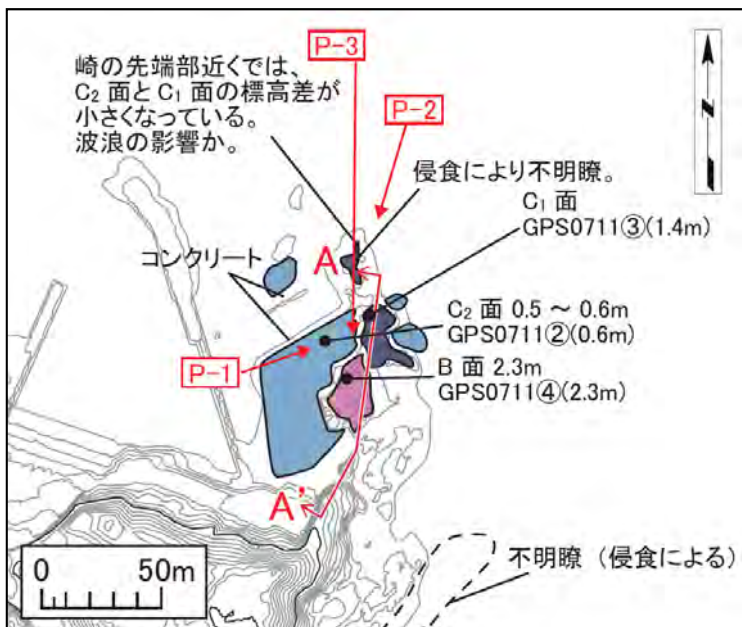 P-3
崎の先端部近くでは、
C₂ 面と C₁ 面の標高差が
小さくなっている。
波浪の影響か。
P-2
N
侵食により不明瞭。
C₁ 面
GPS0711③(1.4m)
コンクリート
A
C₂ 面 0.5 ～ 0.6m
GPS0711②(0.6m)
P-1
B 面 2.3m
GPS0711④(2.3m)
A'
0 50m
不明瞭（侵食による）